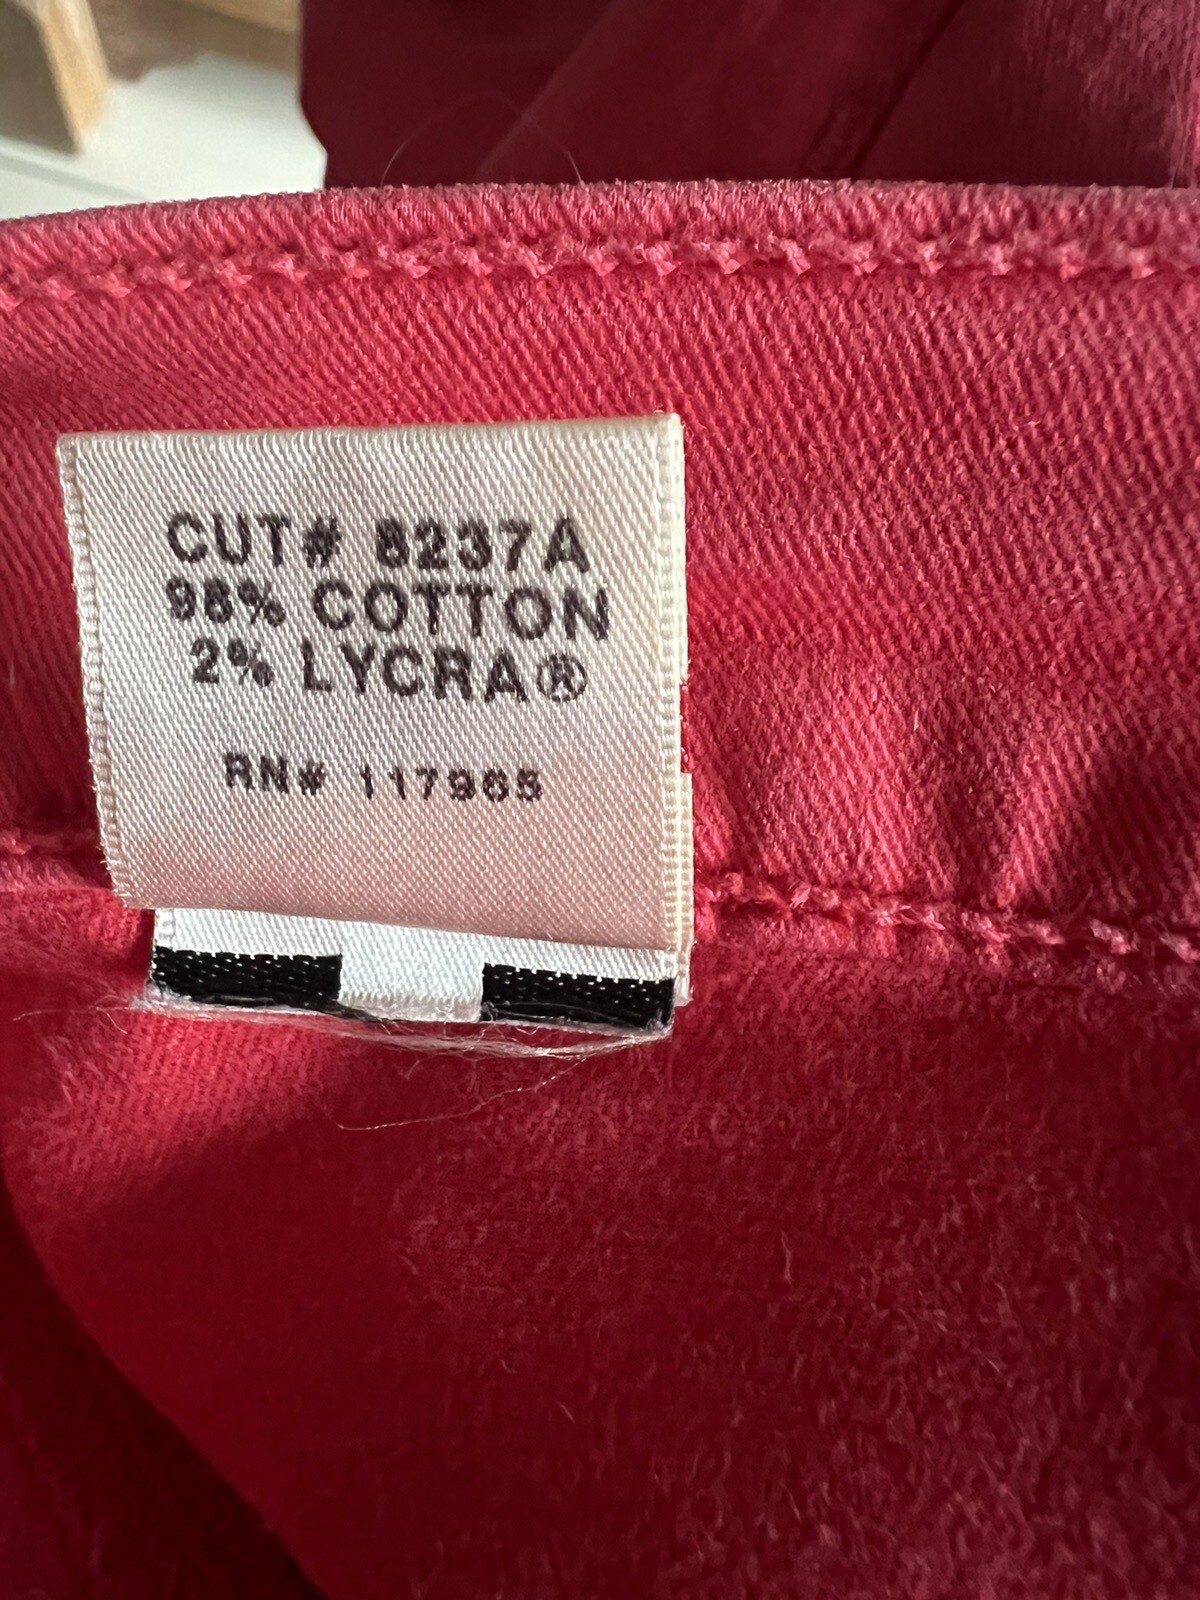 CUT# 8237A
98% COTTON
2% LYCRA®
RN# 117965